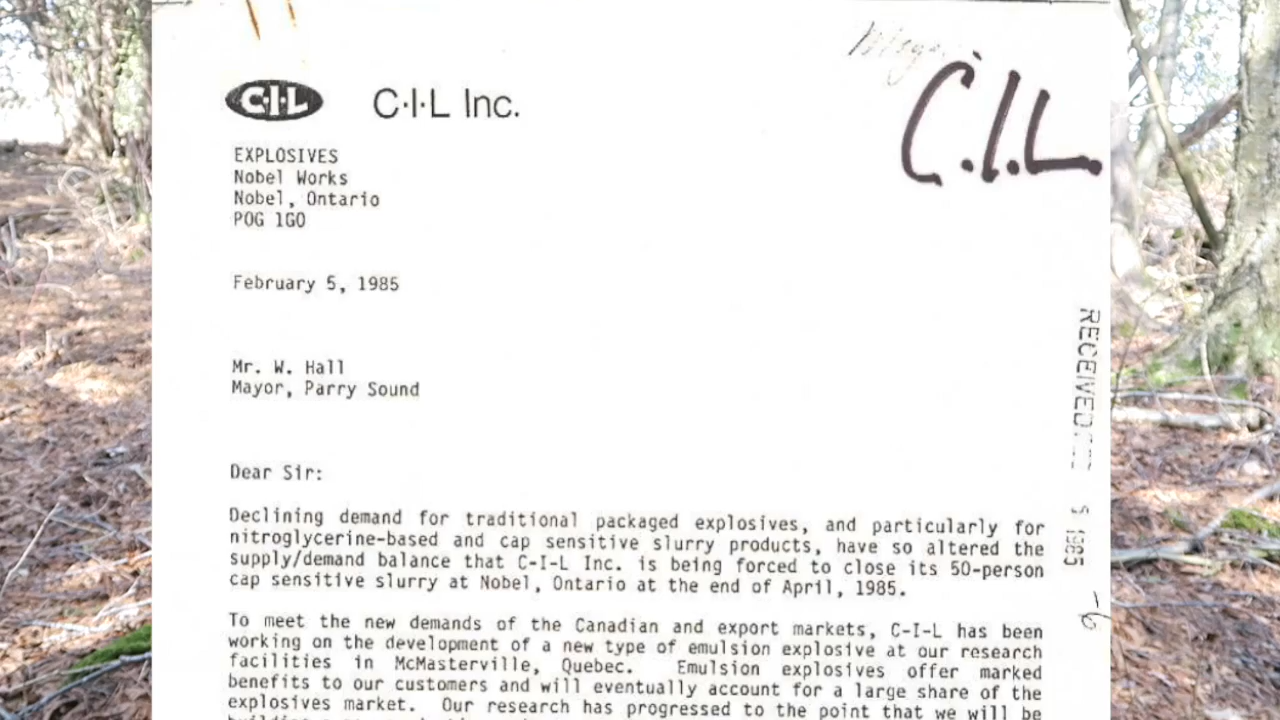 C·I·L
C·I·L Inc.
C.I.L.
EXPLOSIVES
Nobel Works
Nobel, Ontario
POG 1GO
February 5, 1985
Mr. W. Hall
Mayor, Parry Sound
RECEIVED
1985
Dear Sir:
Declining demand for traditional packaged explosives, and particularly for
nitroglycerine-based and cap sensitive slurry products, have so altered the
supply/demand balance that C-I-L Inc. is being forced to close its 50-person
cap sensitive slurry at Nobel, Ontario at the end of April, 1985.
To meet the new demands of the Canadian and export markets, C-I-L has been
working on the development of a new type of emulsion explosive at our research
facilities in McMasterville, Quebec. Emulsion explosives offer marked
benefits to our customers and will eventually account for a large share of the
explosives market. Our research has progressed to the point that we will be